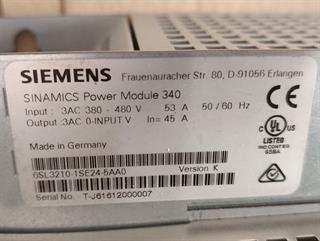 SIEMENS Frauenauracher Str. 80, D-91056 Erlangen
SINAMICS Power Module 340
Input : 3AC 380 - 480 V 53 A 50 / 60 Hz
Output :3AC 0-INPUT V In= 45 A
Made in Germany
6SL3210-1SE24-5AA0 Version K
Serial No. T-J61612000007